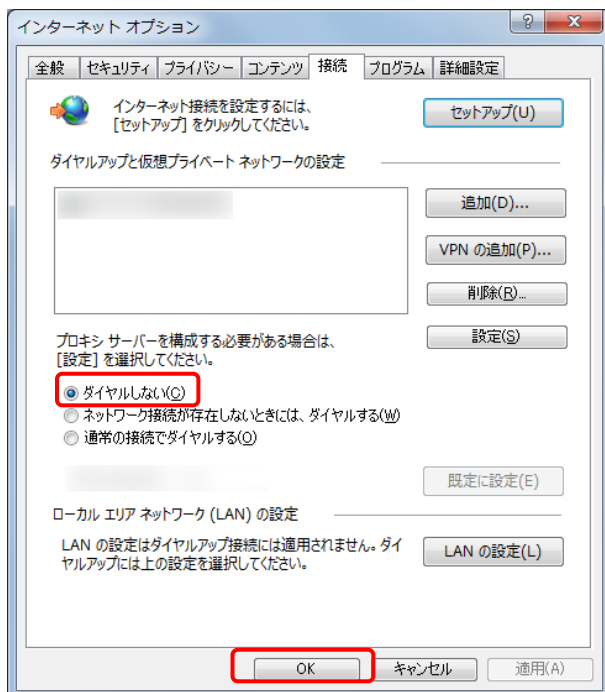 インターネット オプション
全般 セキュリティ プライバシー コンテンツ 接続 プログラム 詳細設定
インターネット接続を設定するには、
[セットアップ] をクリックしてください。
セットアップ(U)
ダイヤルアップと仮想プライベート ネットワークの設定
追加(D)...
VPN の追加(P)...
削除(R)...
プロキシ サーバーを構成する必要がある場合は、
[設定] を選択してください。
設定(S)
ダイヤルしない(C)
ネットワーク接続が存在しないときには、ダイヤルする(W)
通常の接続でダイヤルする(O)
既定に設定(E)
ローカル エリア ネットワーク (LAN) の設定
LAN の設定はダイヤルアップ接続には適用されません。ダイ
ヤルアップには上の設定を選択してください。
LAN の設定(L)
OK キャンセル 適用(A)